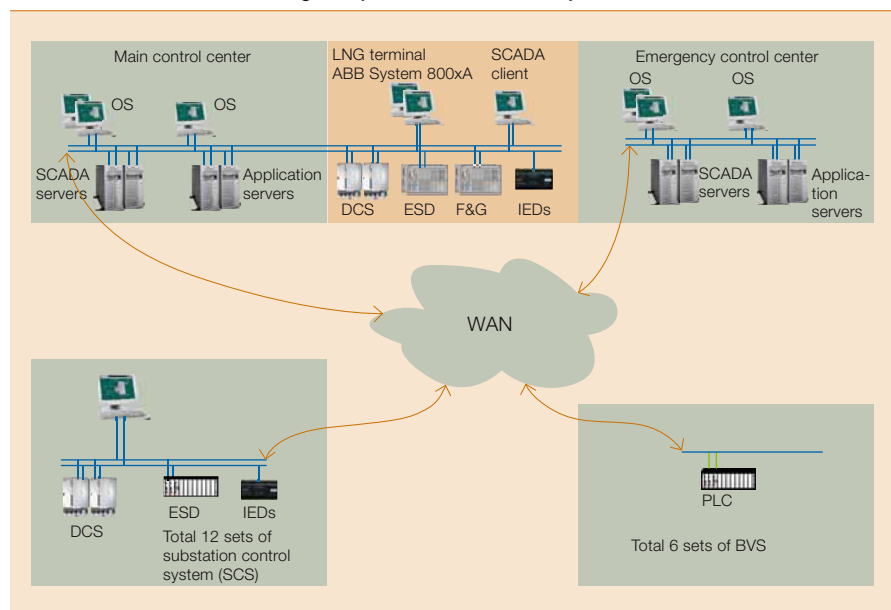 Main control center
OS
OS
SCADA
servers
Application
servers
LNG terminal
ABB System 800xA
SCADA
client
DCS
ESD
F&G
IEDs
Emergency control center
OS
OS
SCADA
servers
Applica-
tion
servers
WAN
DCS
ESD
IEDs
Total 12 sets of
substation control
system (SCS)
PLC
Total 6 sets of BVS